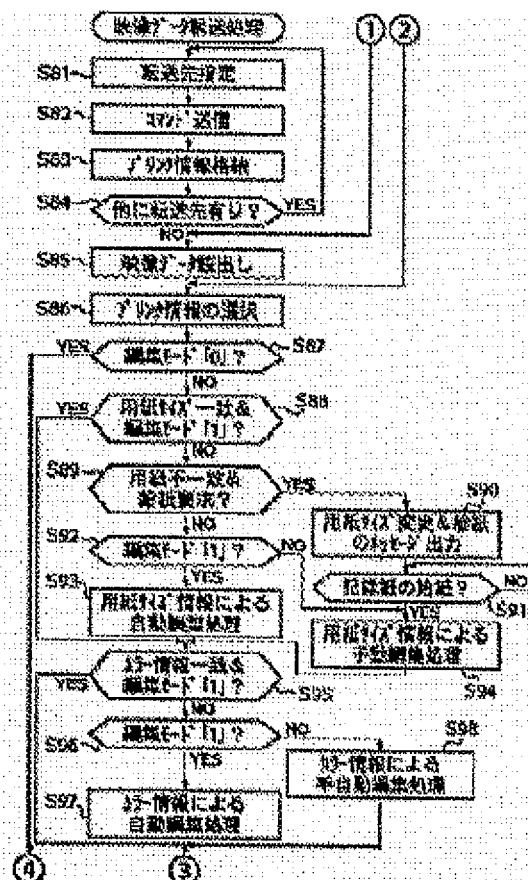 映像データ転送処理
① ②
S81
転送先指定
S82
コマンド送信
S83
プリンタ情報格納
S84
他に転送先有り?
YES
NO
S85
映像データ読出し
S86
プリンタ情報の選択
S87
YES
編集モード「0」?
NO
S88
YES
用紙サイズ一致&
編集モード「1」?
NO
S89
用紙不一致&
YES
S90
用紙サイズ変更&給紙
のメッセージ出力
NO
S92
編集モード「1」?
NO
記録紙の給紙?
NO
S91
YES
YES
S93
用紙サイズ情報による
自動編集処理
用紙サイズ情報による
手動編集処理
S94
YES
カラー情報一致&
編集モード「1」?
S95
NO
S96
編集モード「1」?
NO
S98
YES
カラー情報による
半自動編集処理
S97
カラー情報による
自動編集処理
④ ③